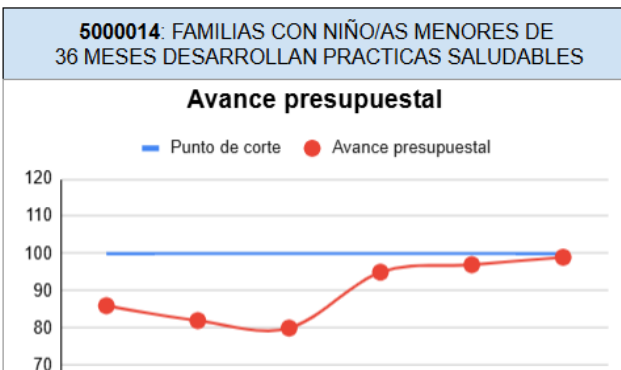 5000014: FAMILIAS CON NIÑO/AS MENORES DE
36 MESES DESARROLLAN PRACTICAS SALUDABLES
Avance presupuestal
Punto de corte
Avance presupuestal
120
110
100
90
80
70